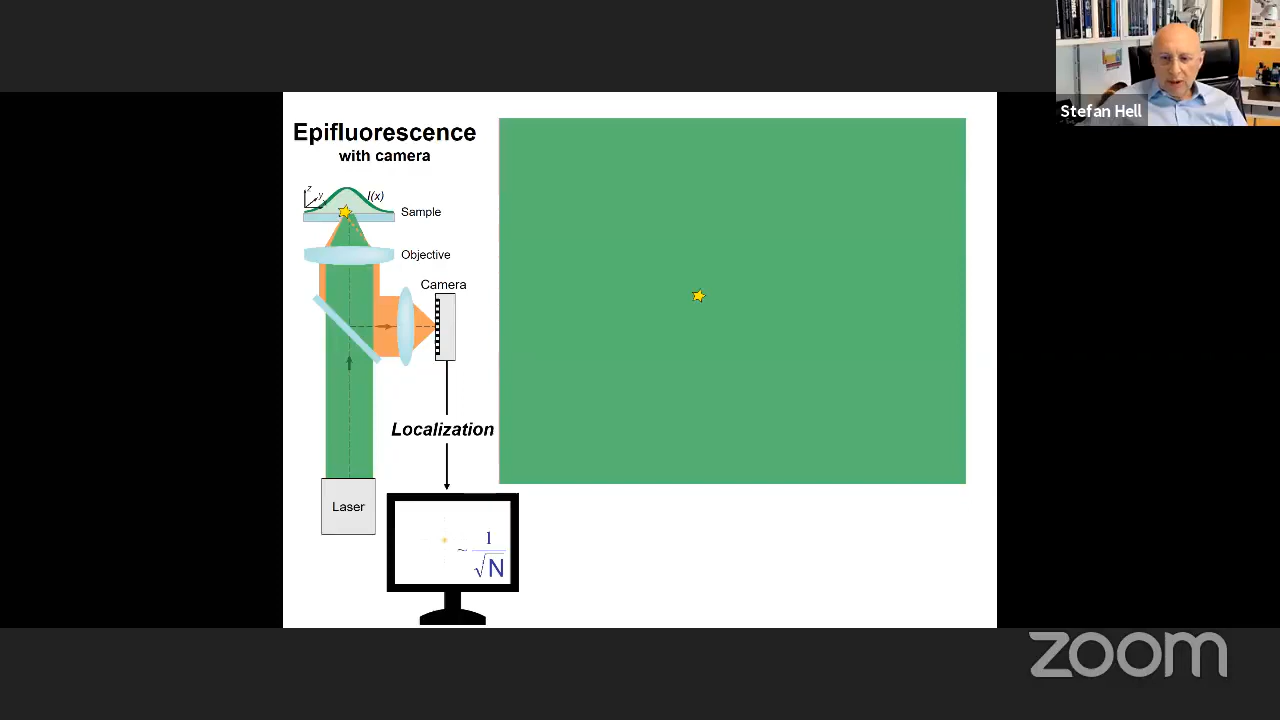 Stefan Hell
Epifluorescence
with camera
z
y
I(x)
Sample
Objective
Camera
Localization
Laser
~ 1/√N
zoom